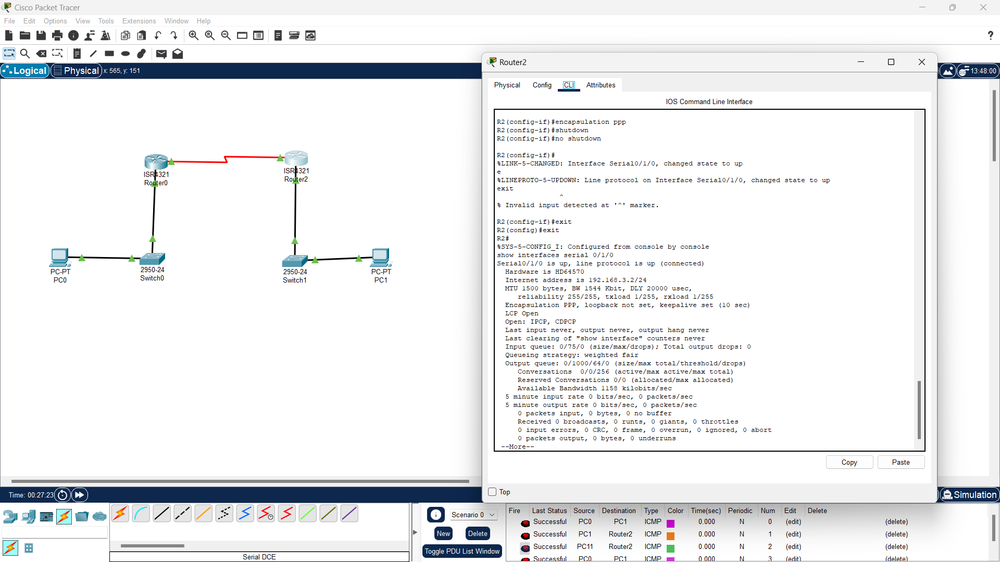 Cisco Packet Tracer
File Edit Options View Tools Extensions Window Help
Logical Physical x: 565, y: 151
13:48:00
ISR4321
Router0
ISR4321
Router2
PC-PT
PC0
2950-24
Switch0
2950-24
Switch1
PC-PT
PC1
Router2
Physical Config CLI Attributes
IOS Command Line Interface
R2(config-if)#encapsulation ppp
R2(config-if)#shutdown
R2(config-if)#no shutdown
R2(config-if)#
%LINK-5-CHANGED: Interface Serial0/1/0, changed state to up
e
%LINEPROTO-5-UPDOWN: Line protocol on Interface Serial0/1/0, changed state to up
exit
^
% Invalid input detected at '^' marker.
R2(config-if)#exit
R2(config)#exit
R2#
%SYS-5-CONFIG_I: Configured from console by console
show interfaces serial 0/1/0
Serial0/1/0 is up, line protocol is up (connected)
Hardware is HD64570
Internet address is 192.168.3.2/24
MTU 1500 bytes, BW 1544 Kbit, DLY 20000 usec,
reliability 255/255, txload 1/255, rxload 1/255
Encapsulation PPP, loopback not set, keepalive set (10 sec)
LCP Open
Open: IPCP, CDPCP
Last input never, output never, output hang never
Last clearing of "show interface" counters never
Input queue: 0/75/0 (size/max/drops); Total output drops: 0
Queueing strategy: weighted fair
Output queue: 0/1000/64/0 (size/max total/threshold/drops)
Conversations 0/0/256 (active/max active/max total)
Reserved Conversations 0/0 (allocated/max allocated)
Available Bandwidth 1158 kilobits/sec
5 minute input rate 0 bits/sec, 0 packets/sec
5 minute output rate 0 bits/sec, 0 packets/sec
0 packets input, 0 bytes, 0 no buffer
Received 0 broadcasts, 0 runts, 0 giants, 0 throttles
0 input errors, 0 CRC, 0 frame, 0 overrun, 0 ignored, 0 abort
0 packets output, 0 bytes, 0 underruns
--More--
Copy Paste
Top
Time: 00:27:23
Simulation
Serial DCE
Scenario 0
New Delete
Toggle PDU List Window
Fire Last Status Source Destination Type Color Time(sec) Periodic Num Edit Delete
Successful PC0 PC1 ICMP 0.000 N 0 (edit) (delete)
Successful PC1 Router2 ICMP 0.000 N 1 (edit) (delete)
Successful PC11 Router2 ICMP 0.000 N 2 (edit) (delete)
Successful PC0 PC1 ICMP 0.000 N 3 (edit) (delete)